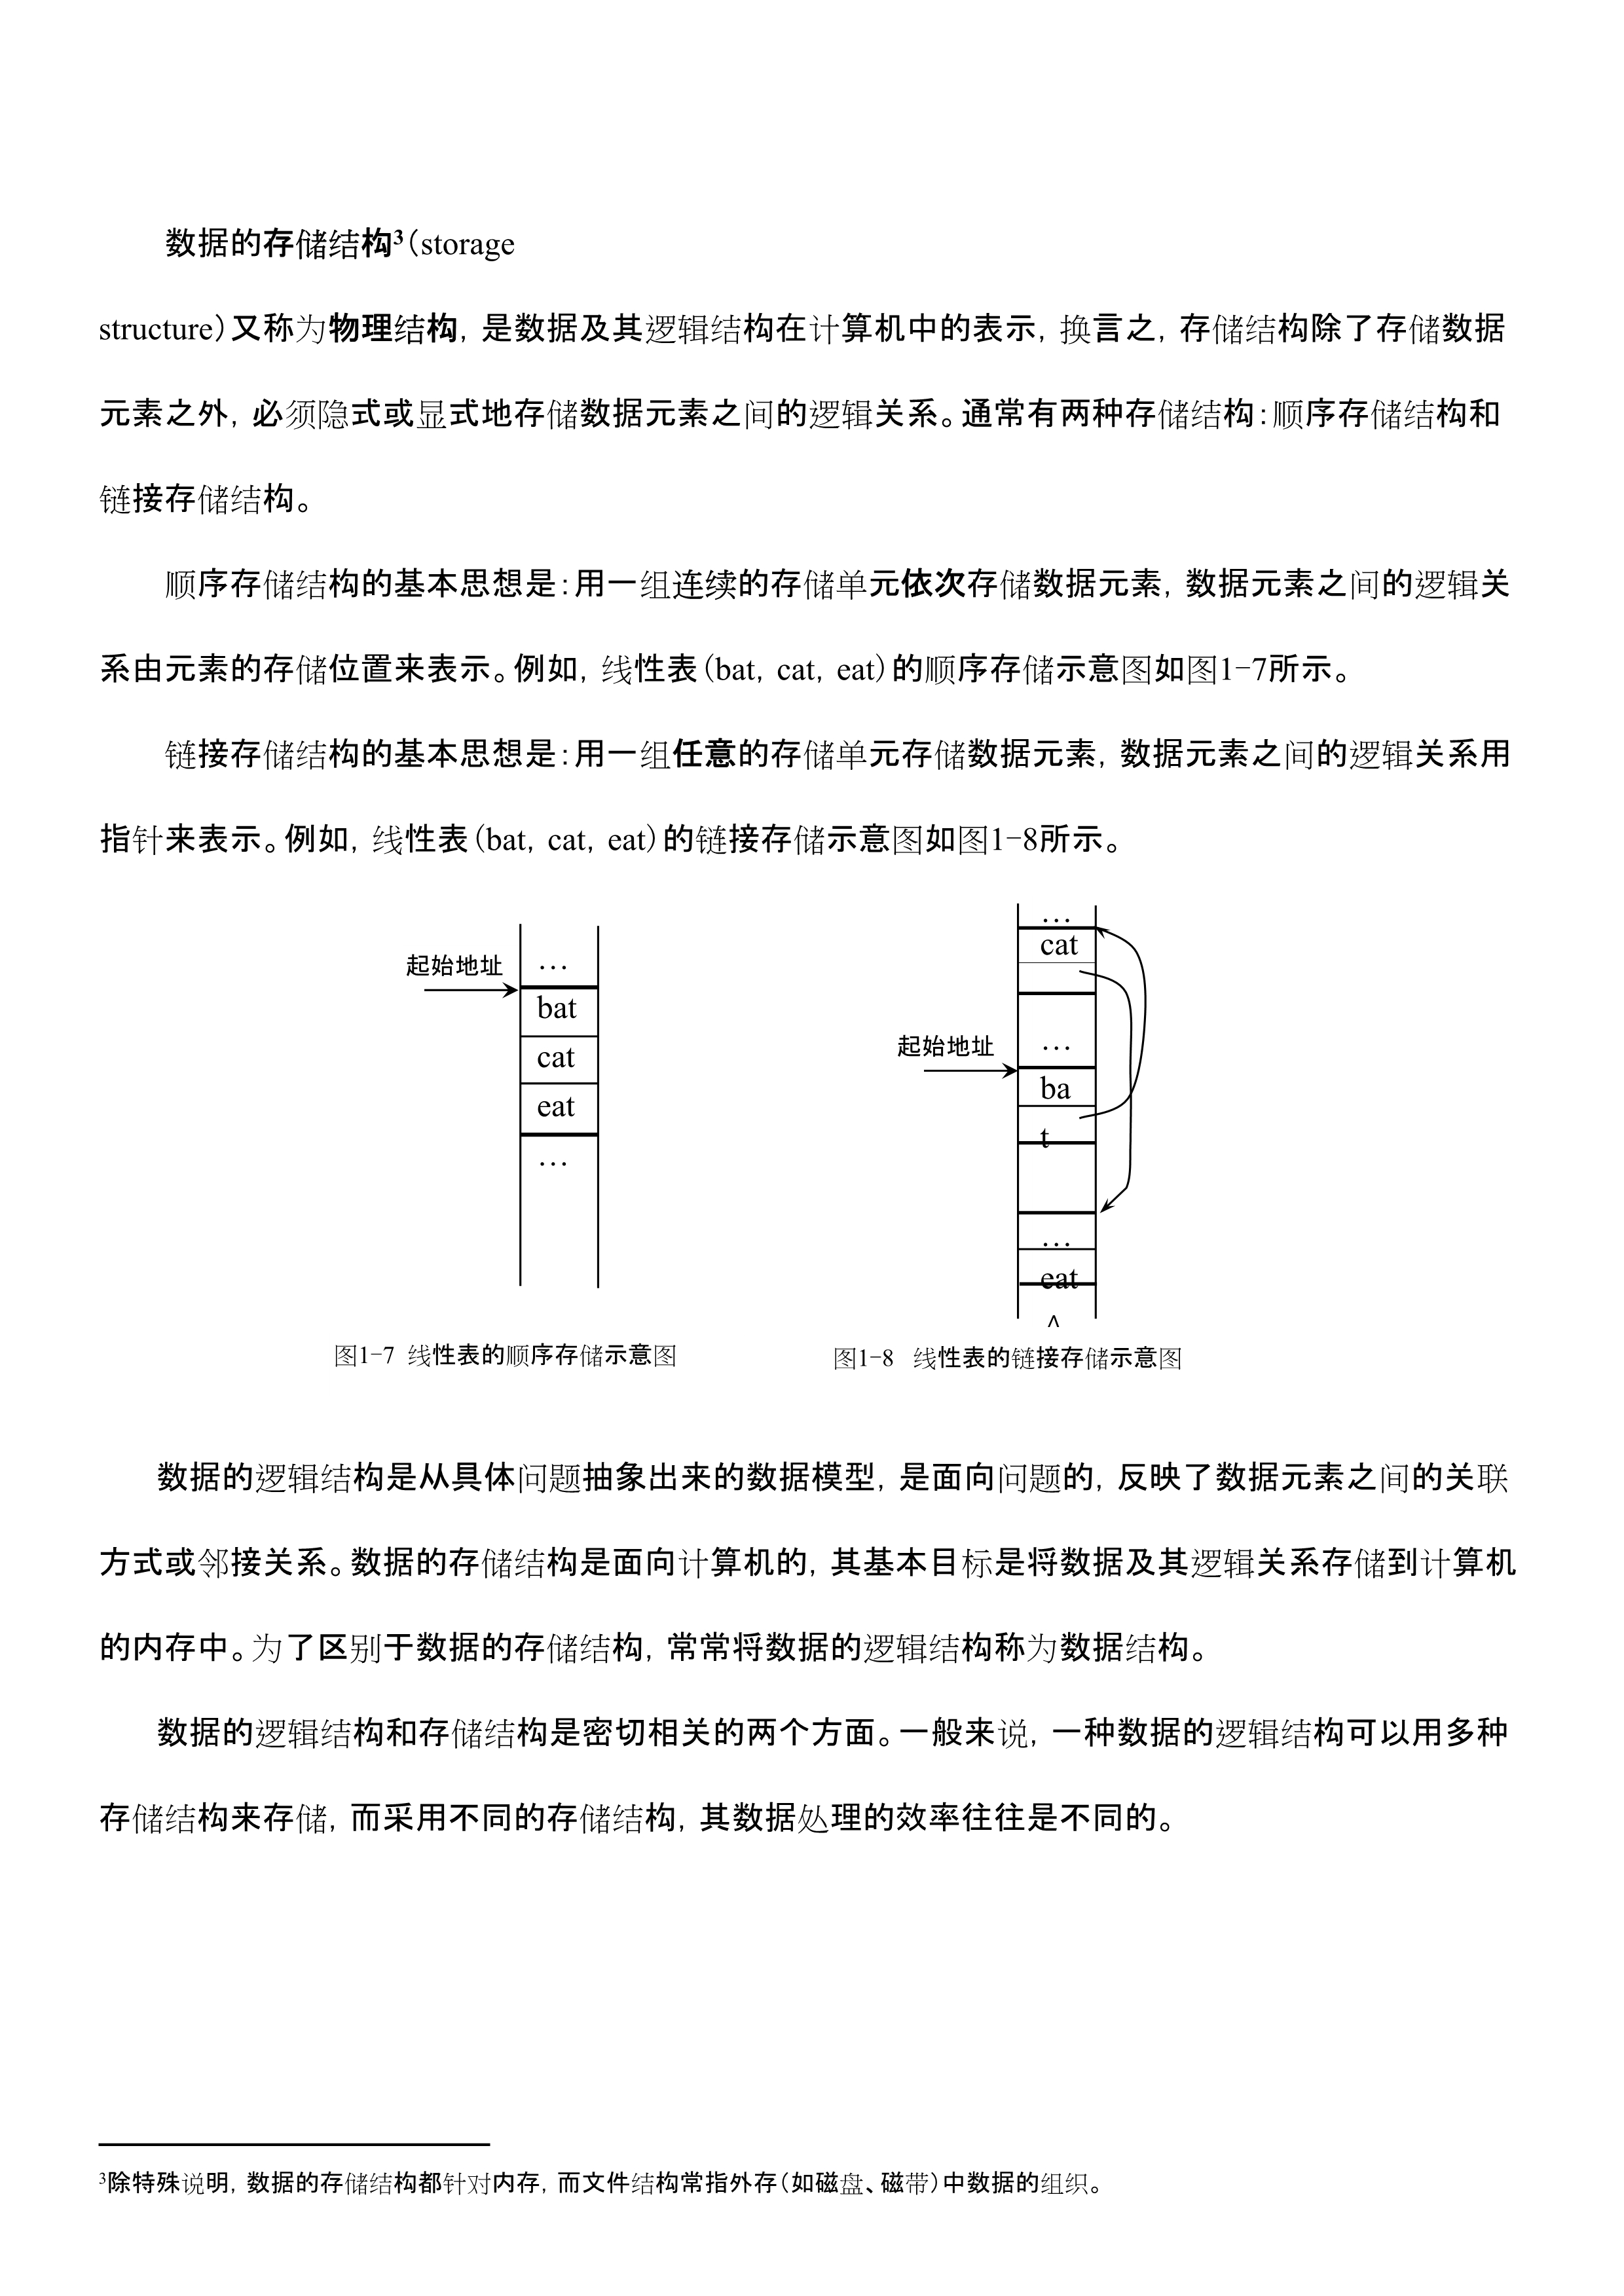 数据的存储结构3（storage
structure）又称为物理结构，是数据及其逻辑结构在计算机中的表示，换言之，存储结构除了存储数据
元素之外，必须隐式或显式地存储数据元素之间的逻辑关系。通常有两种存储结构：顺序存储结构和
链接存储结构。
顺序存储结构的基本思想是：用一组连续的存储单元依次存储数据元素，数据元素之间的逻辑关
系由元素的存储位置来表示。例如，线性表（bat，cat，eat）的顺序存储示意图如图1-7所示。
链接存储结构的基本思想是：用一组任意的存储单元存储数据元素，数据元素之间的逻辑关系用
指针来表示。例如，线性表（bat，cat，eat）的链接存储示意图如图1-8所示。
起始地址
…
bat
cat
eat
…
图1-7 线性表的顺序存储示意图
…
cat
…
起始地址
ba
t
…
eat
∧
图1-8 线性表的链接存储示意图
数据的逻辑结构是从具体问题抽象出来的数据模型，是面向问题的，反映了数据元素之间的关联
方式或邻接关系。数据的存储结构是面向计算机的，其基本目标是将数据及其逻辑关系存储到计算机
的内存中。为了区别于数据的存储结构，常常将数据的逻辑结构称为数据结构。
数据的逻辑结构和存储结构是密切相关的两个方面。一般来说，一种数据的逻辑结构可以用多种
存储结构来存储，而采用不同的存储结构，其数据处理的效率往往是不同的。
3除特殊说明，数据的存储结构都针对内存，而文件结构常指外存（如磁盘、磁带）中数据的组织。